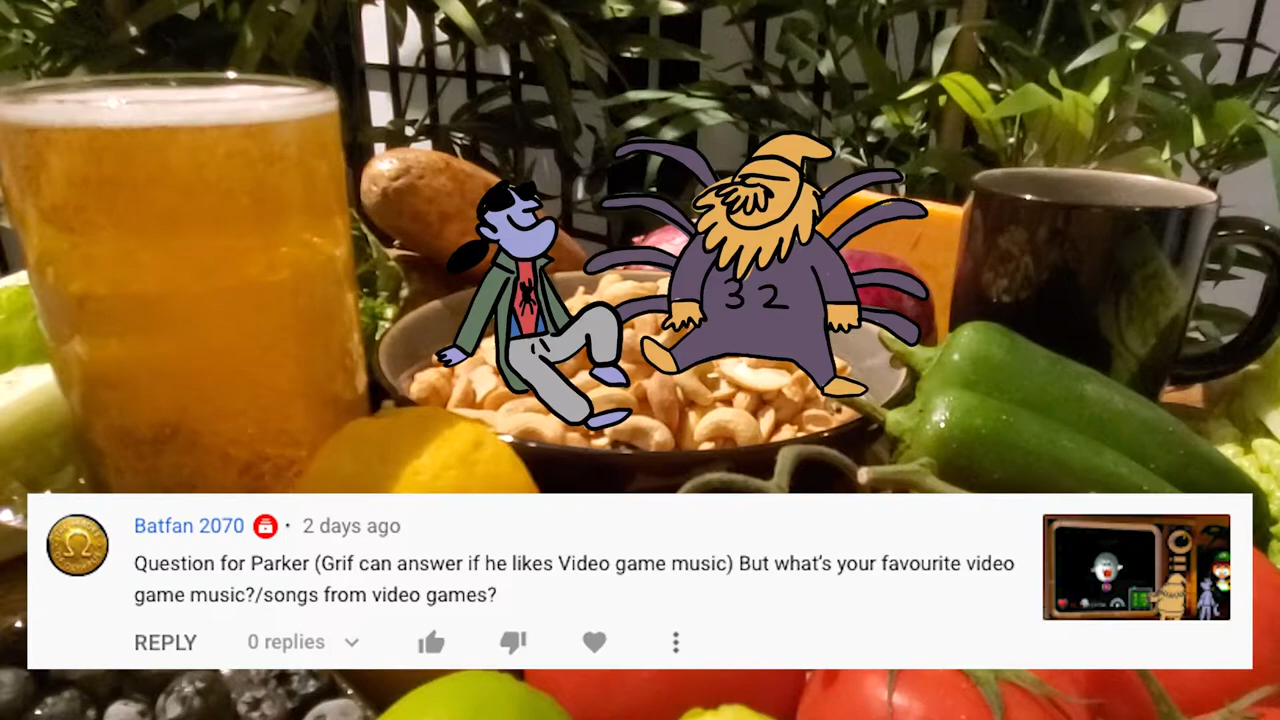 32
Batfan 2070 • 2 days ago
Question for Parker (Grif can answer if he likes Video game music) But what's your favourite video
game music?/songs from video games?
REPLY 0 replies